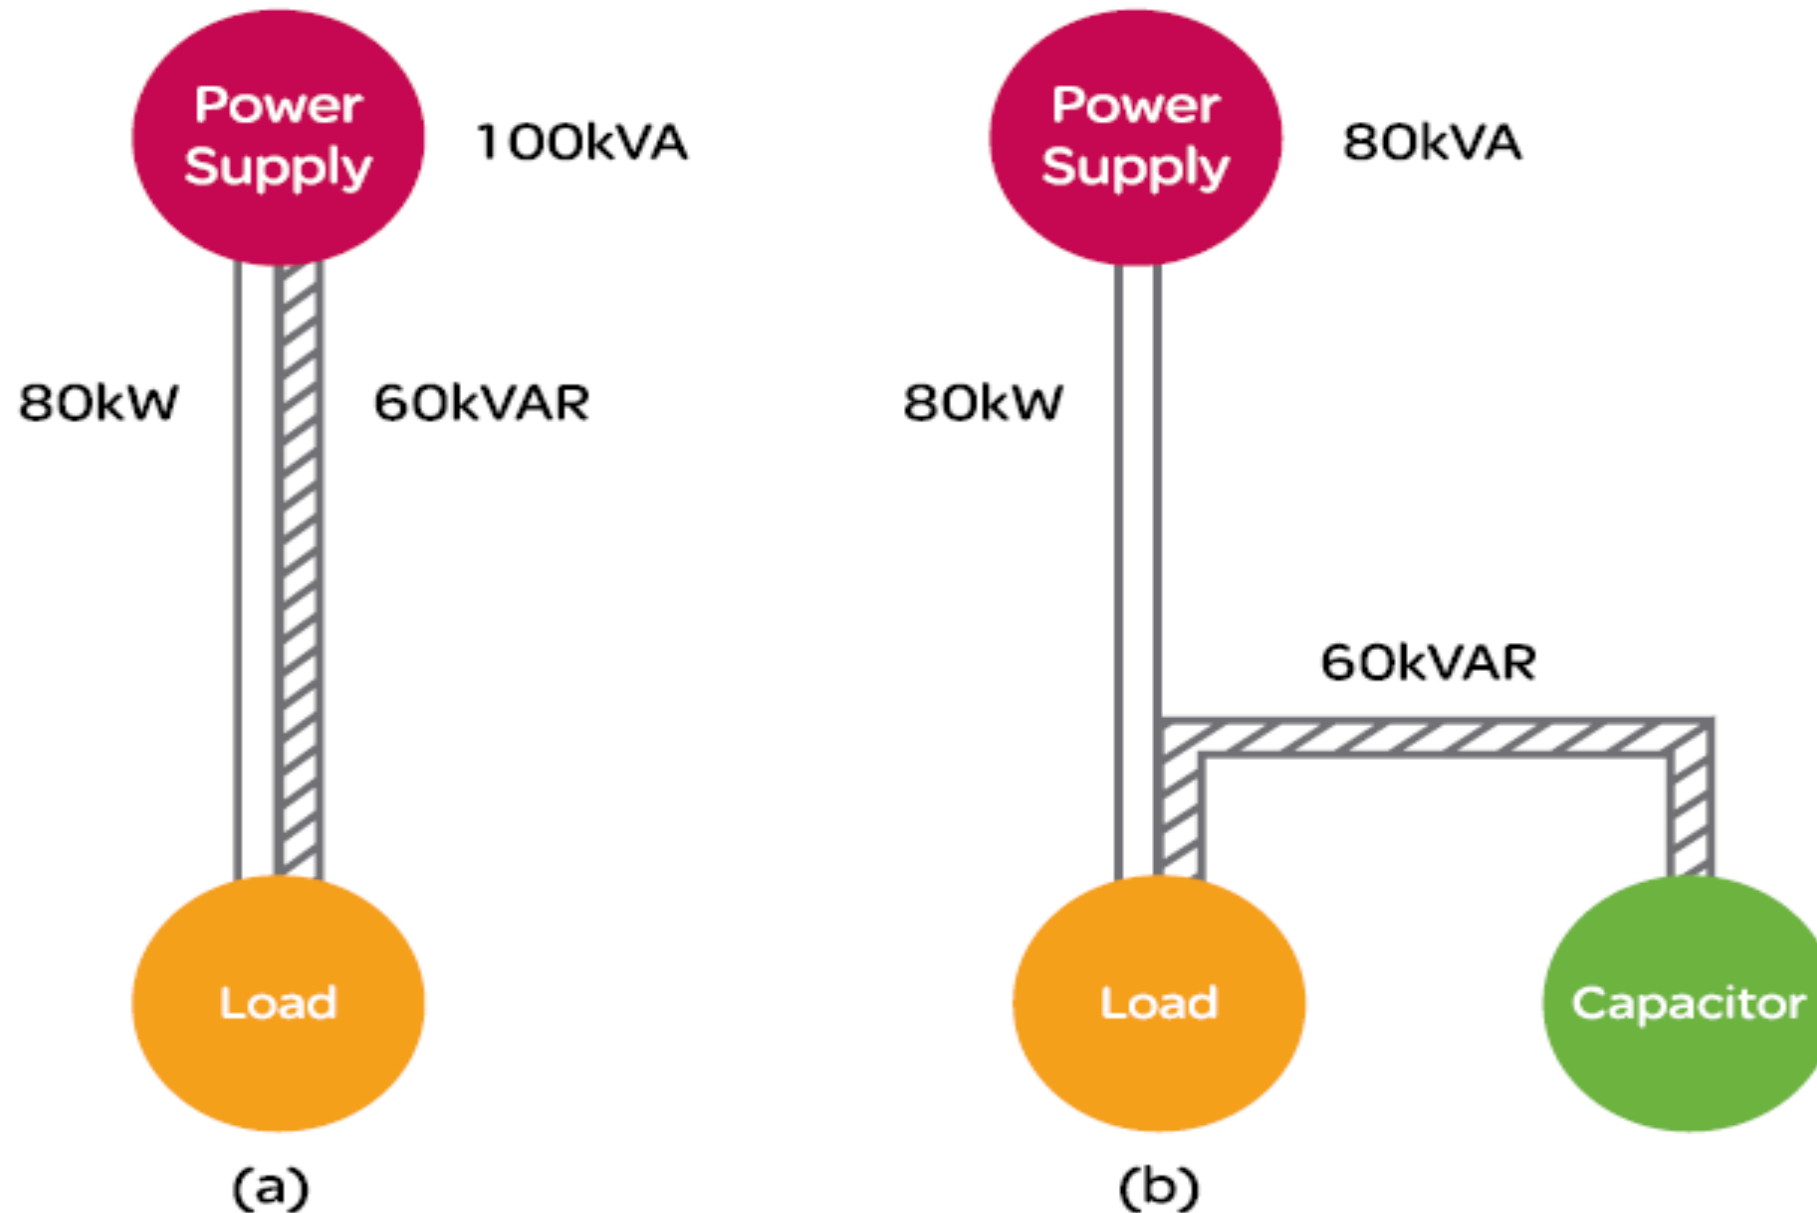 Power
Supply
100kVA
80kW
60kVAR
Load
(a)
Power
Supply
80kVA
80kW
60kVAR
Load
Capacitor
(b)